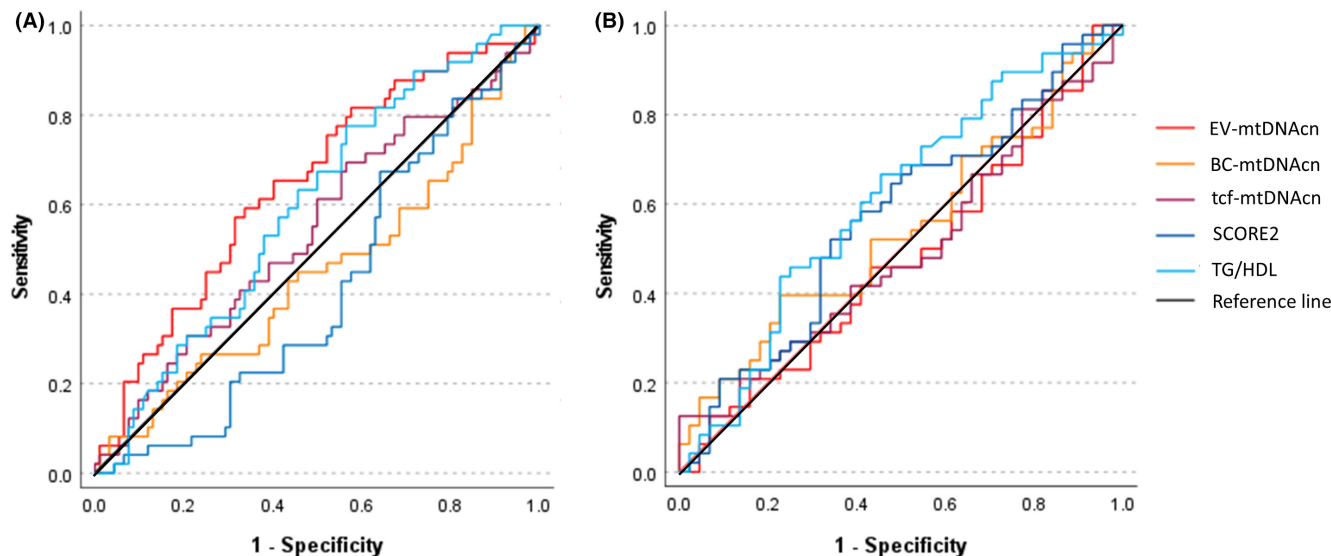 (A)
1.0
0.8
0.6
0.4
0.2
0.0
Sensitivity
0.0 0.2 0.4 0.6 0.8 1.0
1 - Specificity
(B)
1.0
0.8
0.6
0.4
0.2
0.0
Sensitivity
0.0 0.2 0.4 0.6 0.8 1.0
1 - Specificity
EV-mtDNAcn
BC-mtDNAcn
tcf-mtDNAcn
SCORE2
TG/HDL
Reference line